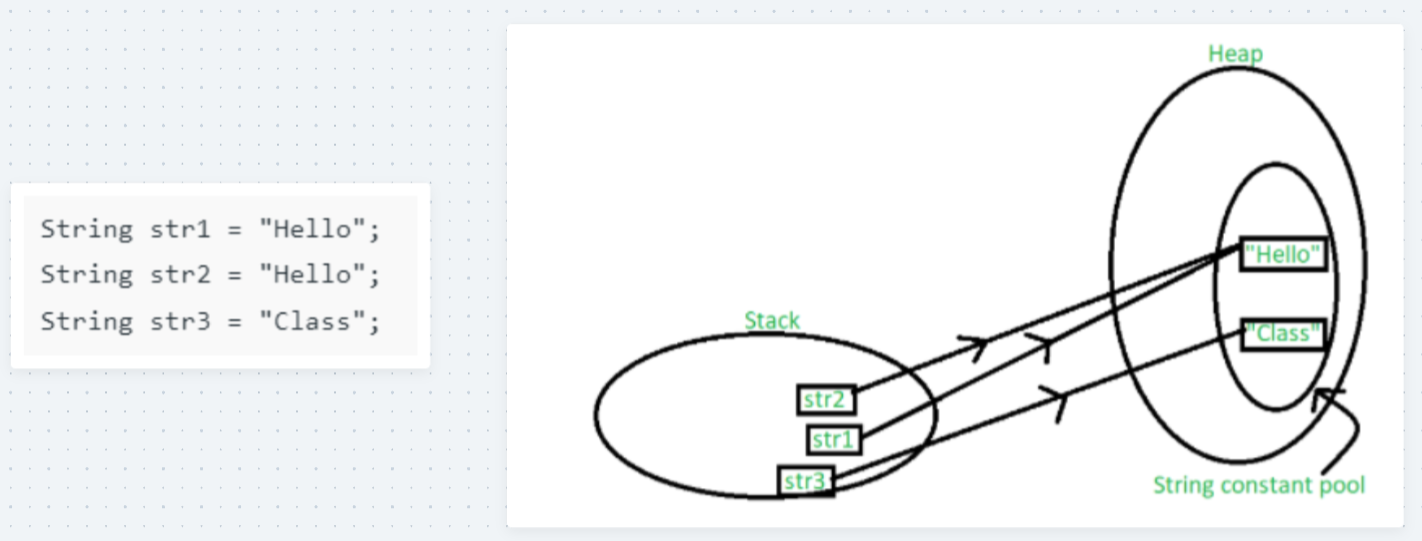 String str1 = "Hello";
String str2 = "Hello";
String str3 = "Class";
Heap
"Hello"
"Class"
Stack
str2
str1
str3
String constant pool